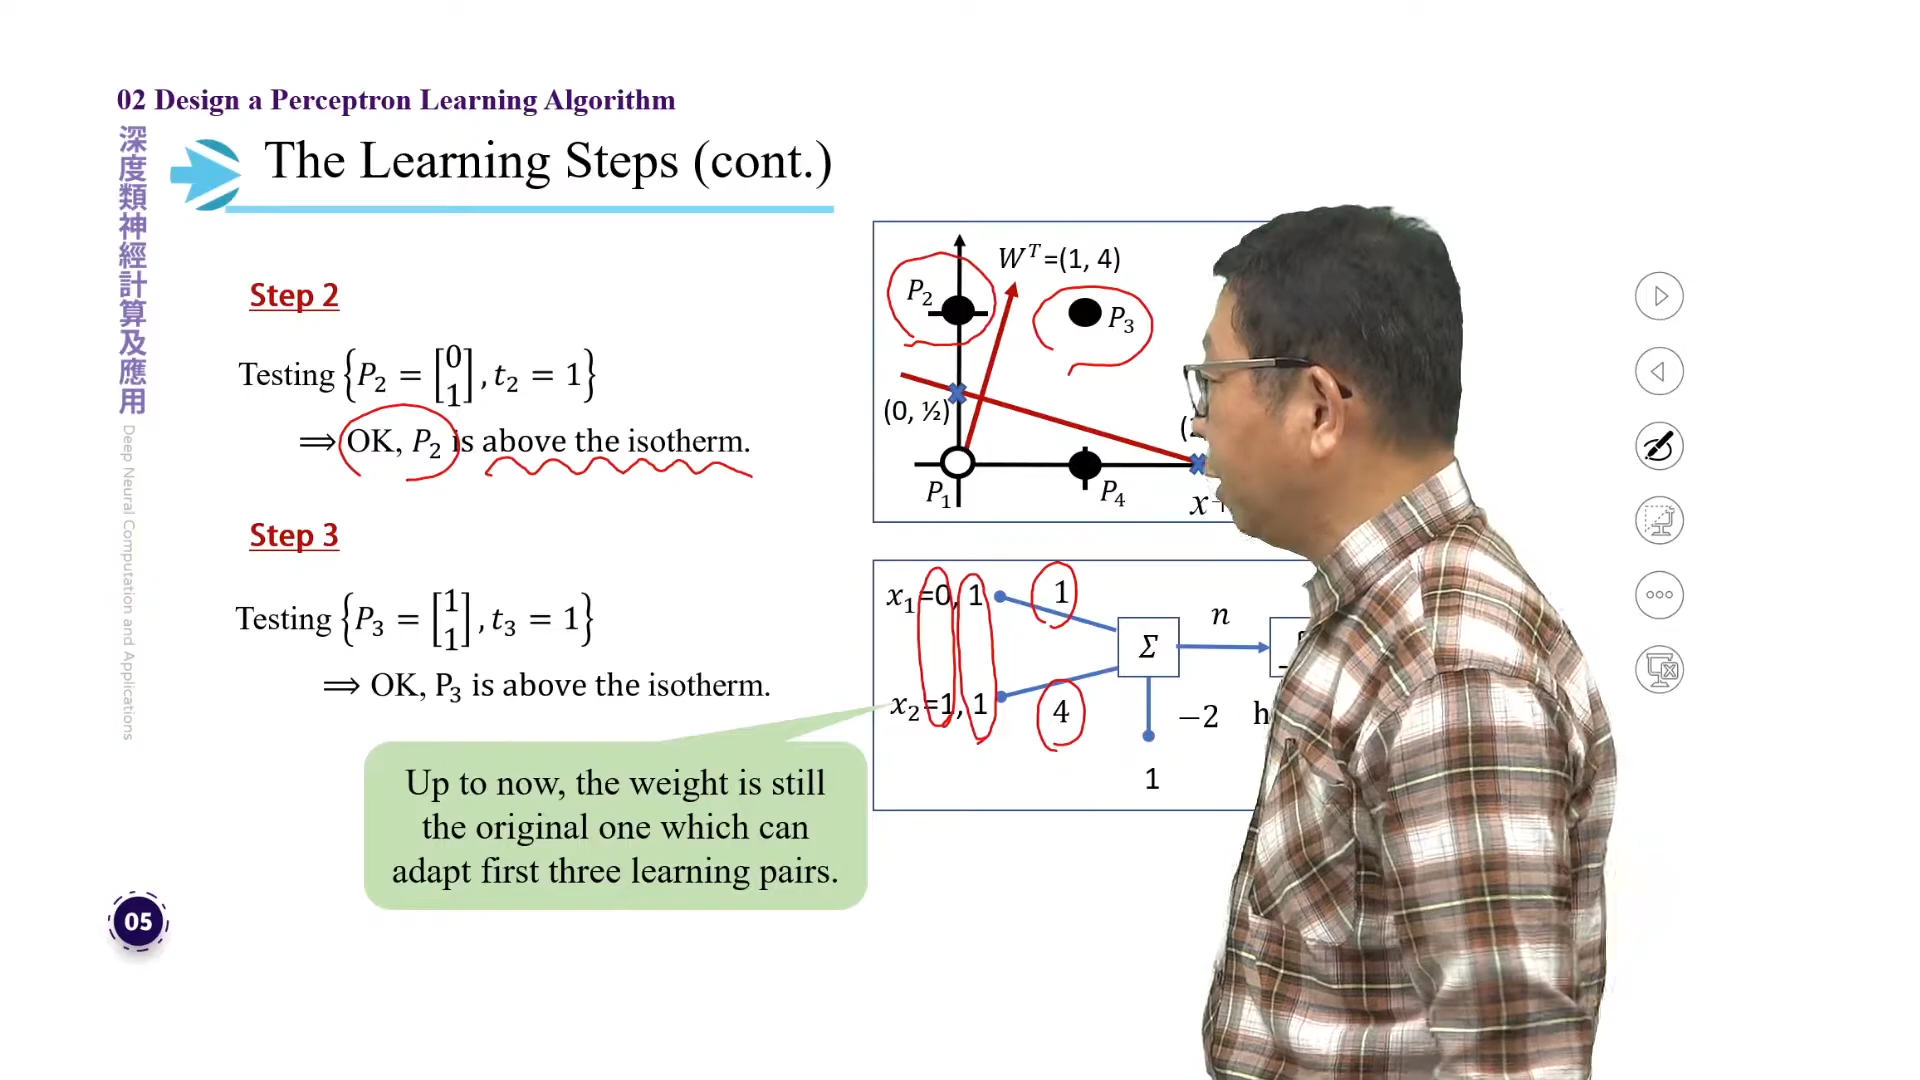 02 Design a Perceptron Learning Algorithm
深度類神經計算及應用
Deep Neural Computation and Applications
The Learning Steps (cont.)
Step 2
Testing {P₂ = [0 1], t₂ = 1}
⟹ OK, P₂ is above the isotherm.
Step 3
Testing {P₃ = [1 1], t₃ = 1}
⟹ OK, P₃ is above the isotherm.
Up to now, the weight is still
the original one which can
adapt first three learning pairs.
05
Wᵀ=(1, 4)
P₂
P₃
(0, ½)
P₁
P₄
x₁=0, 1
1
n
Σ
x₂=1, 1
4
−2
1